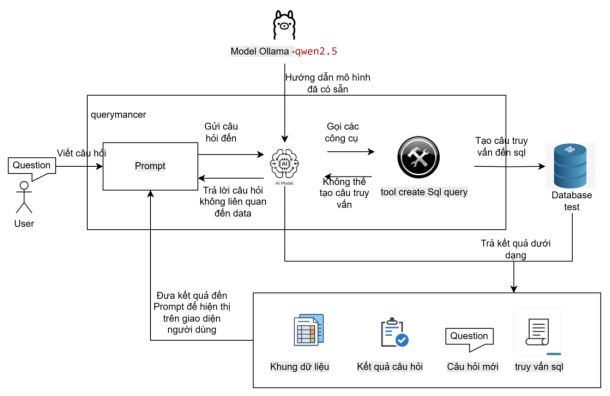 Model Ollama -qwen2.5
Hướng dẫn mô hình
đã có sẵn
querymancer
Question
Viết câu hỏi
User
Prompt
Gửi câu
hỏi đến
Trả lời câu hỏi
không liên quan
đến data
AI
AI Model
Gọi các
công cụ
Không thể
tạo câu truy
vấn
tool create Sql query
Tạo câu truy
vấn đến sql
Database
test
Trả kết quả dưới
dạng
Đưa kết quả đến
Prompt để hiện thị
trên giao diện
người dùng
Khung dữ liệu
Kết quả câu hỏi
Question
Câu hỏi mới
truy vấn sql